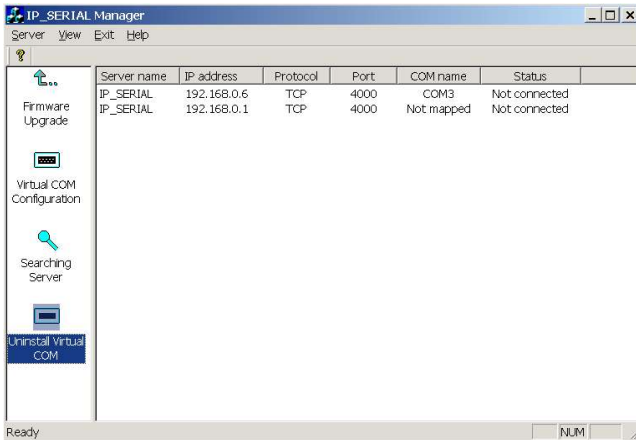 IP_SERIAL Manager
Server View Exit Help
?
Server name IP address Protocol Port COM name Status
IP_SERIAL 192.168.0.6 TCP 4000 COM3 Not connected
IP_SERIAL 192.168.0.1 TCP 4000 Not mapped Not connected
Firmware
Upgrade
Virtual COM
Configuration
Searching
Server
Uninstall Virtual
COM
Ready NUM